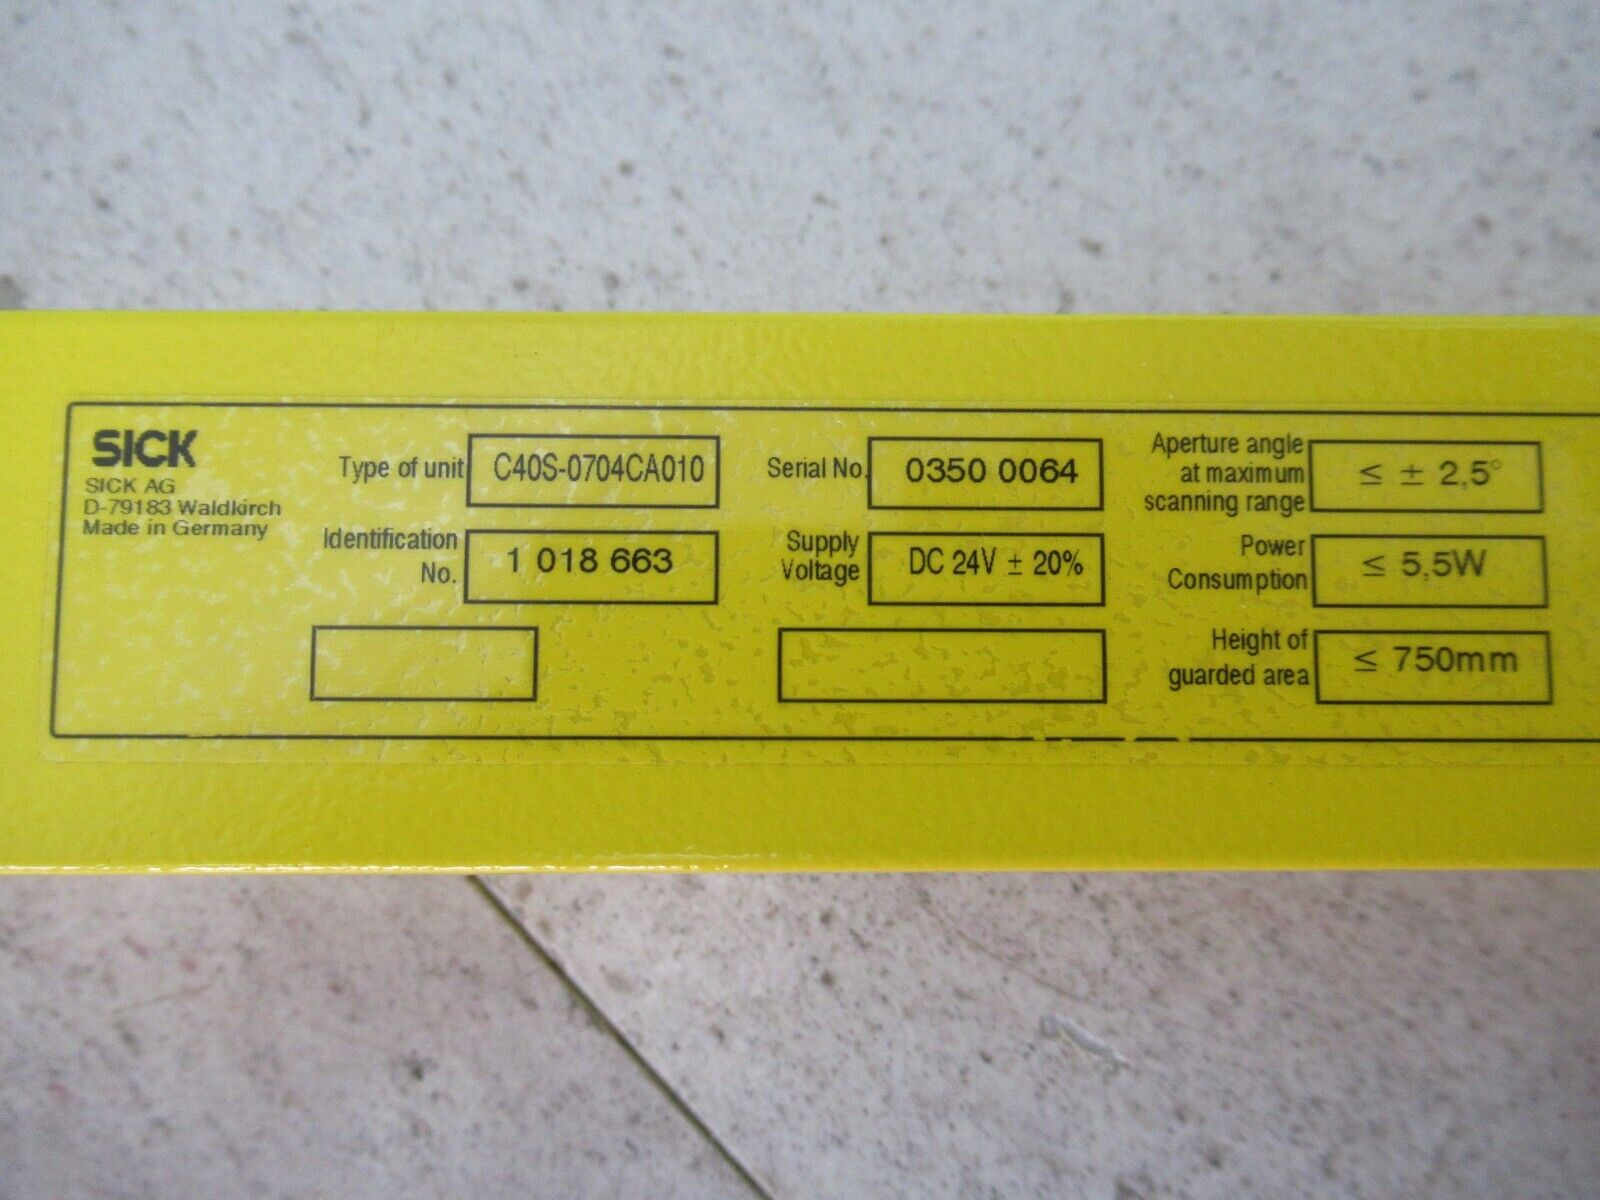 SICK
SICK AG
D-79183 Waldkirch
Made in Germany
Type of unit C40S-0704CA010
Identification
No. 1 018 663
Serial No. 0350 0064
Supply
Voltage DC 24V ± 20%
Aperture angle
at maximum
scanning range ≤ ± 2,5°
Power
Consumption ≤ 5,5W
Height of
guarded area ≤ 750mm